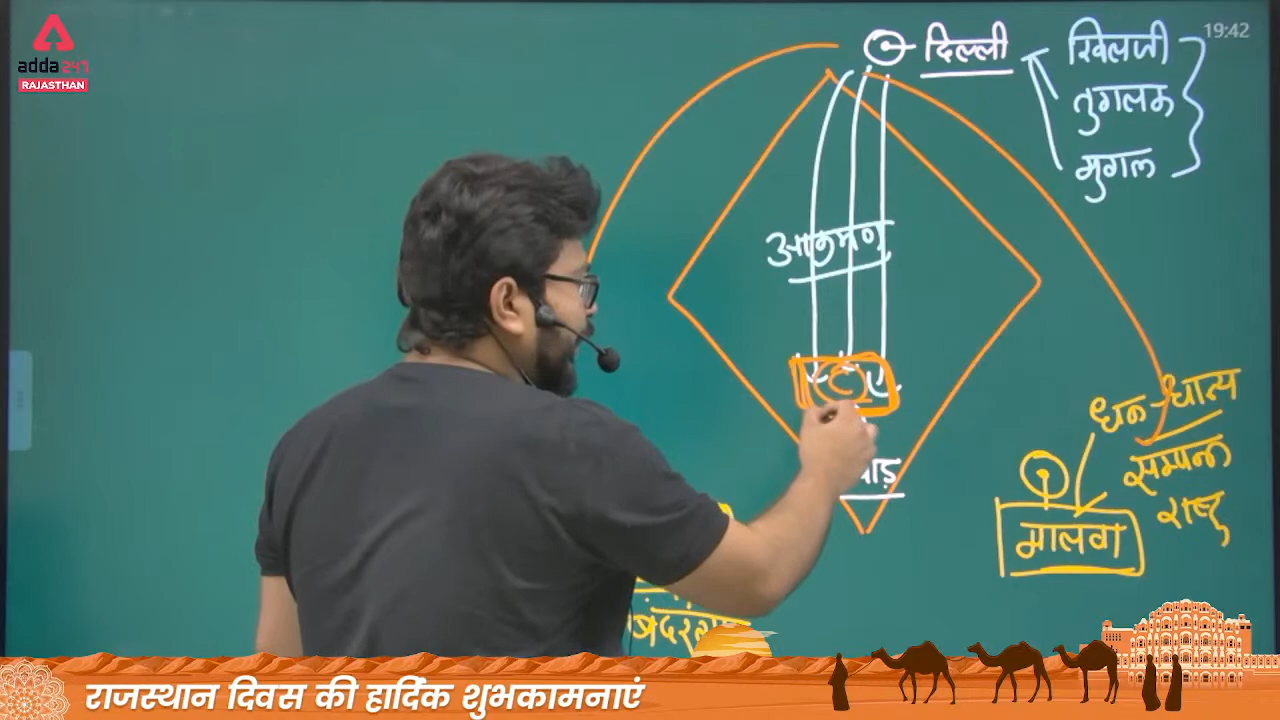 adda 247
RAJASTHAN
19:42
दिल्ली
खिलजी
तुगलक
मुगल
आक्रमण
धन-धान्य
सम्पन्न
राष्ट्र
मालवा
राजस्थान दिवस की हार्दिक शुभकामनाएं